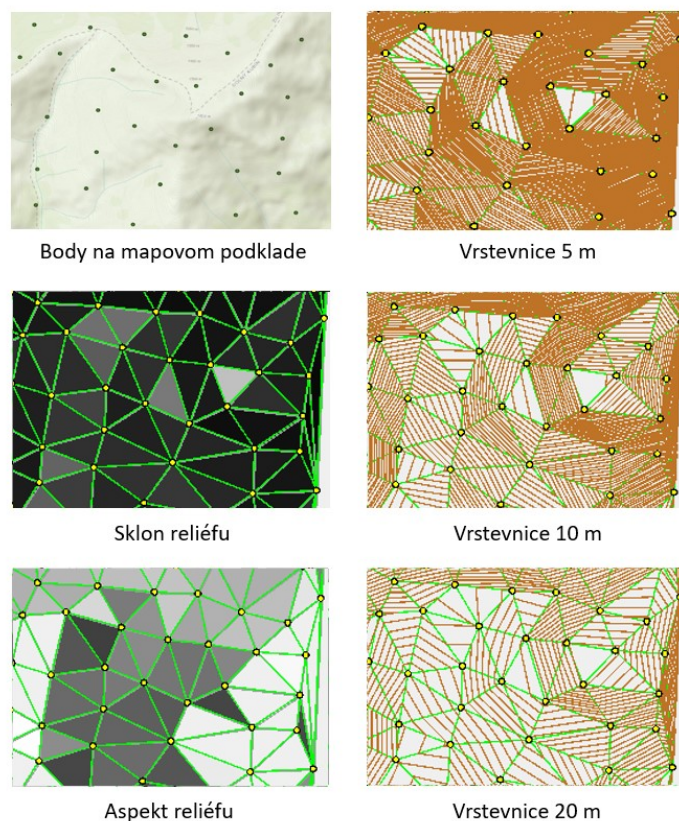 Body na mapovom podklade
Vrstevnice 5 m
Sklon reliéfu
Vrstevnice 10 m
Aspekt reliéfu
Vrstevnice 20 m